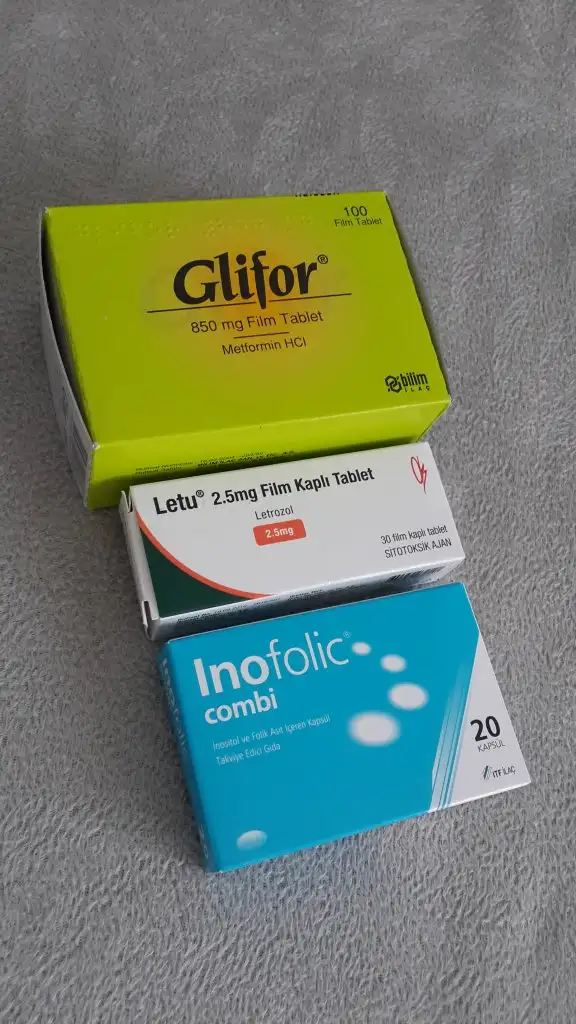 100
Film Tablet
Glifor®
850 mg Film Tablet
Metformin HCl
bilim
İLAÇ
Letu® 2.5mg Film Kaplı Tablet
Letrozol
2.5mg
30 film kaplı tablet
SİTOTOKSİK AJAN
Inofolic®
combi
İnositol ve Folik Asit İçeren Kapsül
Takviye Edici Gıda
20
KAPSÜL
İTF İLAÇ